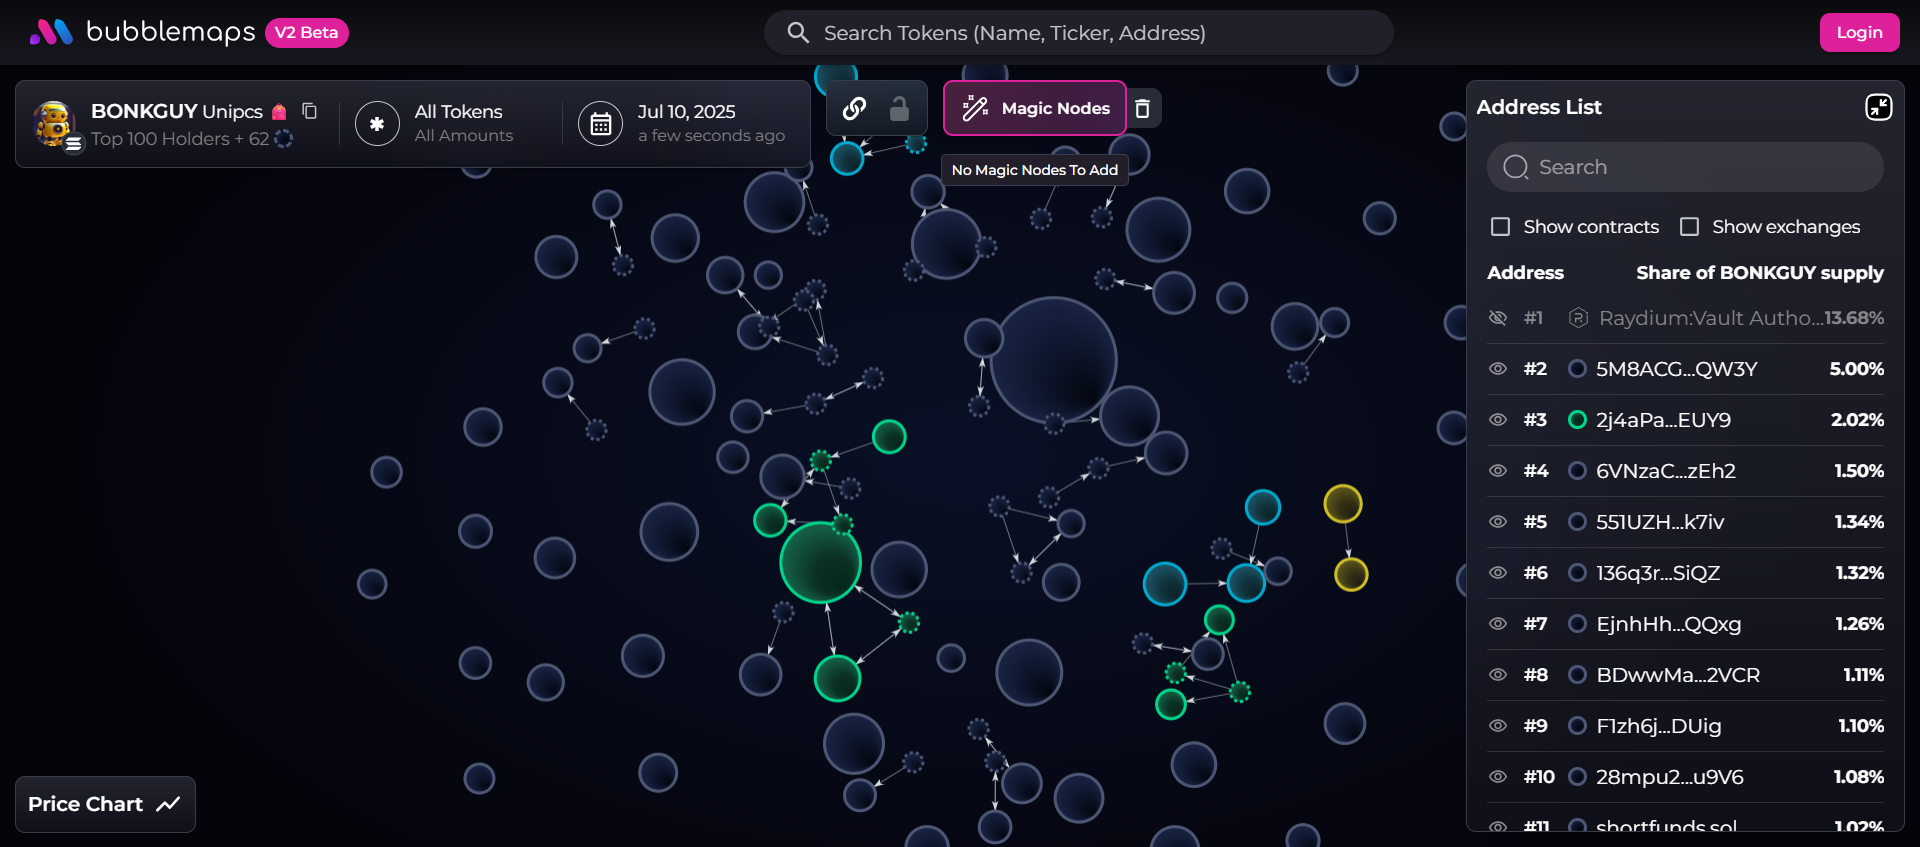 bubblemaps V2 Beta
Search Tokens (Name, Ticker, Address)
Login
BONKGUY Unipcs
Top 100 Holders + 62
All Tokens
All Amounts
Jul 10, 2025
a few seconds ago
Magic Nodes
No Magic Nodes To Add
Address List
Search
Show contracts
Show exchanges
Address Share of BONKGUY supply
#1 Raydium:Vault Autho... 13.68%
#2 5M8ACG...QW3Y 5.00%
#3 2j4aPa...EUY9 2.02%
#4 6VNzaC...zEh2 1.50%
#5 551UZH...k7iv 1.34%
#6 136q3r...SiQZ 1.32%
#7 EjnhHh...QQxg 1.26%
#8 BDwwMa...2VCR 1.11%
#9 F1zh6j...DUig 1.10%
#10 28mpu2...u9V6 1.08%
#11 shortfunds.sol 1.02%
Price Chart